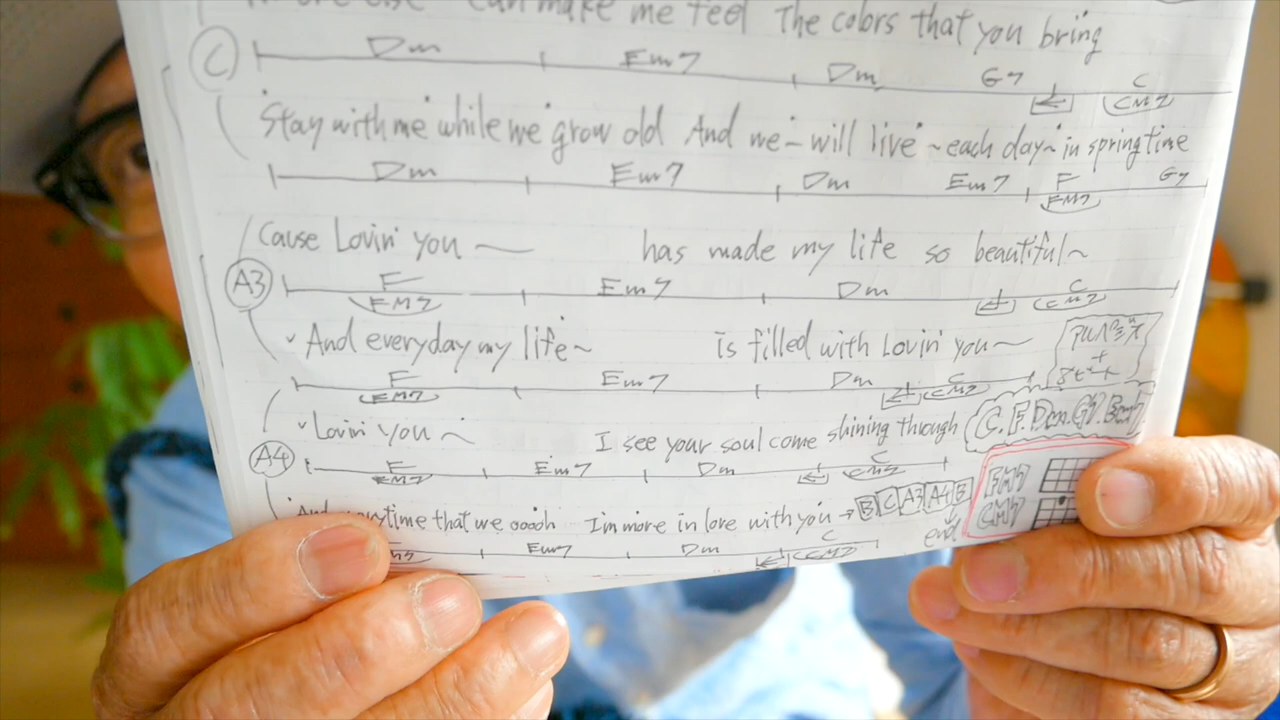 can make me feel The colors that you bring
C
Dm Em7 Dm G7 C
CM7
Stay with me while we grow old And we~will live ~each day~ in springtime
Dm Em7 Dm Em7 F G7
FM7
Cause Lovin' you ~ has made my life so beautiful~
A3
F Em7 Dm C
FM7 CM7
And everyday my life~ is filled with Lovin' you~
F Em7 Dm C
FM7 CM7
Lovin' you ~ I see your soul come shining through
C. F. Dm. G7.
A4
F Em7 Dm C
FM7 CM7
FM7
CM7
that we ooooh I'm more in love with you → B C A3 A4 B
end
Em7 Dm C
CM7